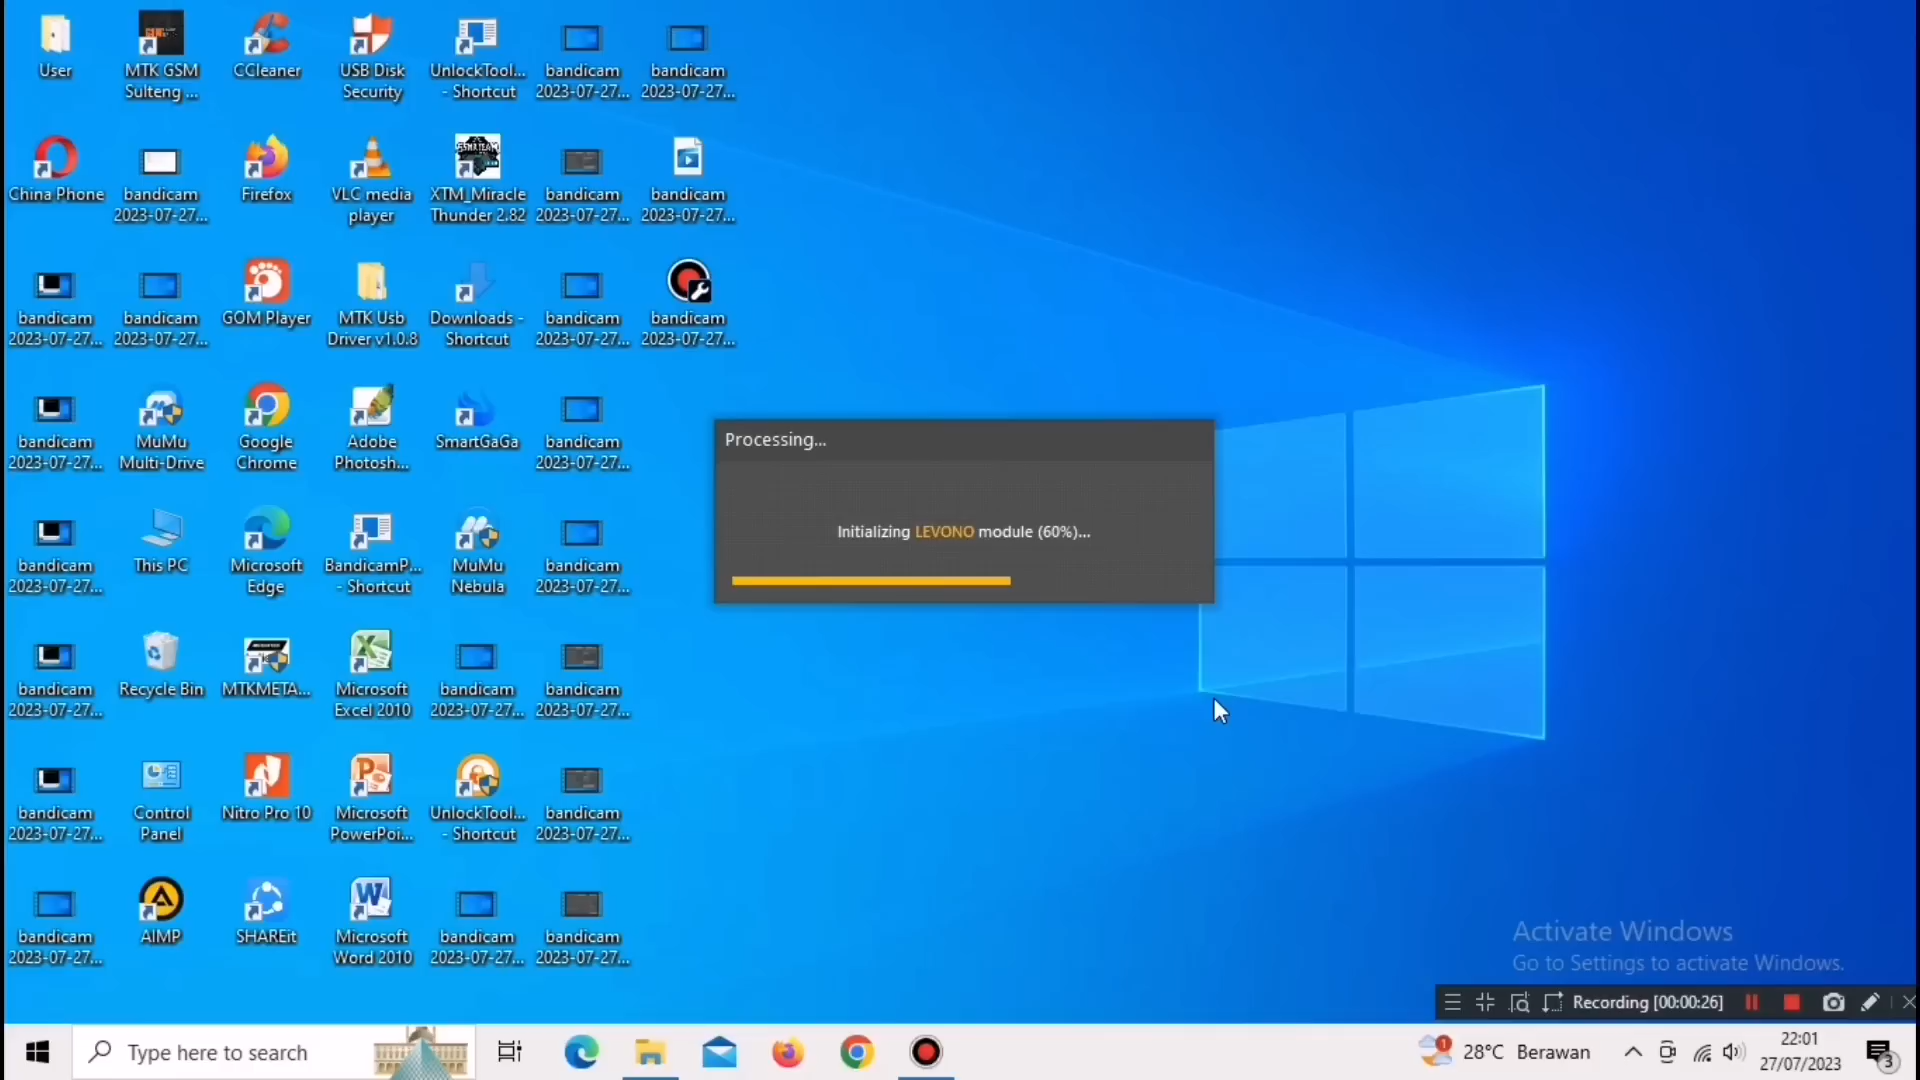 User
MTK GSM
Sulteng ...
CCleaner
USB Disk
Security
UnlockTool...
- Shortcut
bandicam
2023-07-27...
bandicam
2023-07-27...
China Phone
bandicam
2023-07-27...
Firefox
VLC media
player
XTM_Miracle
Thunder 2.82
bandicam
2023-07-27...
bandicam
2023-07-27...
bandicam
2023-07-27...
bandicam
2023-07-27...
GOM Player
MTK Usb
Driver v1.0.8
Downloads -
Shortcut
bandicam
2023-07-27...
bandicam
2023-07-27...
bandicam
2023-07-27...
MuMu
Multi-Drive
Google
Chrome
Adobe
Photosh...
SmartGaGa
bandicam
2023-07-27...
Processing...
Initializing LEVONO module (60%)...
bandicam
2023-07-27...
This PC
Microsoft
Edge
BandicamP...
- Shortcut
MuMu
Nebula
bandicam
2023-07-27...
bandicam
2023-07-27...
Recycle Bin
MTKMETA...
Microsoft
Excel 2010
bandicam
2023-07-27...
bandicam
2023-07-27...
bandicam
2023-07-27...
Control
Panel
Nitro Pro 10
Microsoft
PowerPoi...
UnlockTool...
- Shortcut
bandicam
2023-07-27...
bandicam
2023-07-27...
AIMP
SHAREit
Microsoft
Word 2010
bandicam
2023-07-27...
bandicam
2023-07-27...
Activate Windows
Go to Settings to activate Windows.
Recording [00:00:26]
Type here to search
1
28°C Berawan
22:01
27/07/2023
3